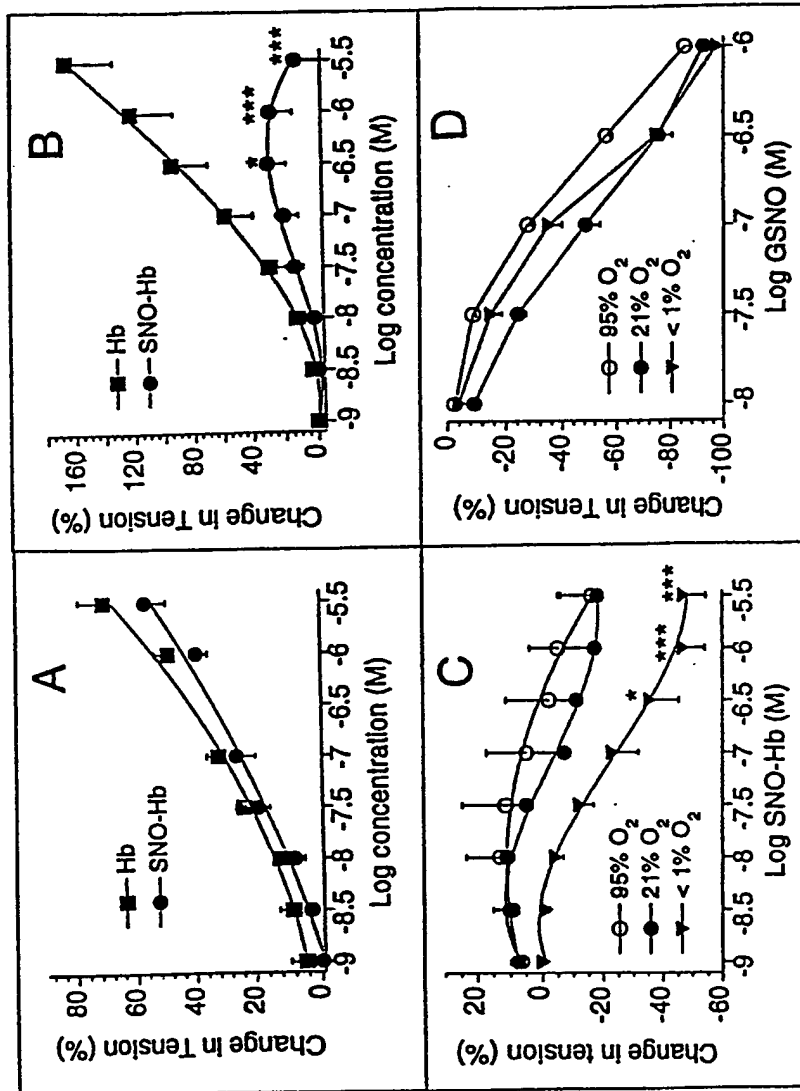 A
Hb
SNO-Hb
Change in Tension (%)
80
60
40
20
0
-9 -8.5 -8 -7.5 -7 -6.5 -6 -5.5
Log concentration (M)
B
Hb
SNO-Hb
* *** ***
Change in Tension (%)
160
120
80
40
0
-9 -8.5 -8 -7.5 -7 -6.5 -6 -5.5
Log concentration (M)
C
* *** ***
95% O2
21% O2
< 1% O2
Change in tension (%)
20
0
-20
-40
-60
-9 -8.5 -8 -7.5 -7 -6.5 -6 -5.5
Log SNO-Hb (M)
D
95% O2
21% O2
< 1% O2
Change in Tension (%)
0
-20
-40
-60
-80
-100
-8 -7.5 -7 -6.5 -6
Log GSNO (M)